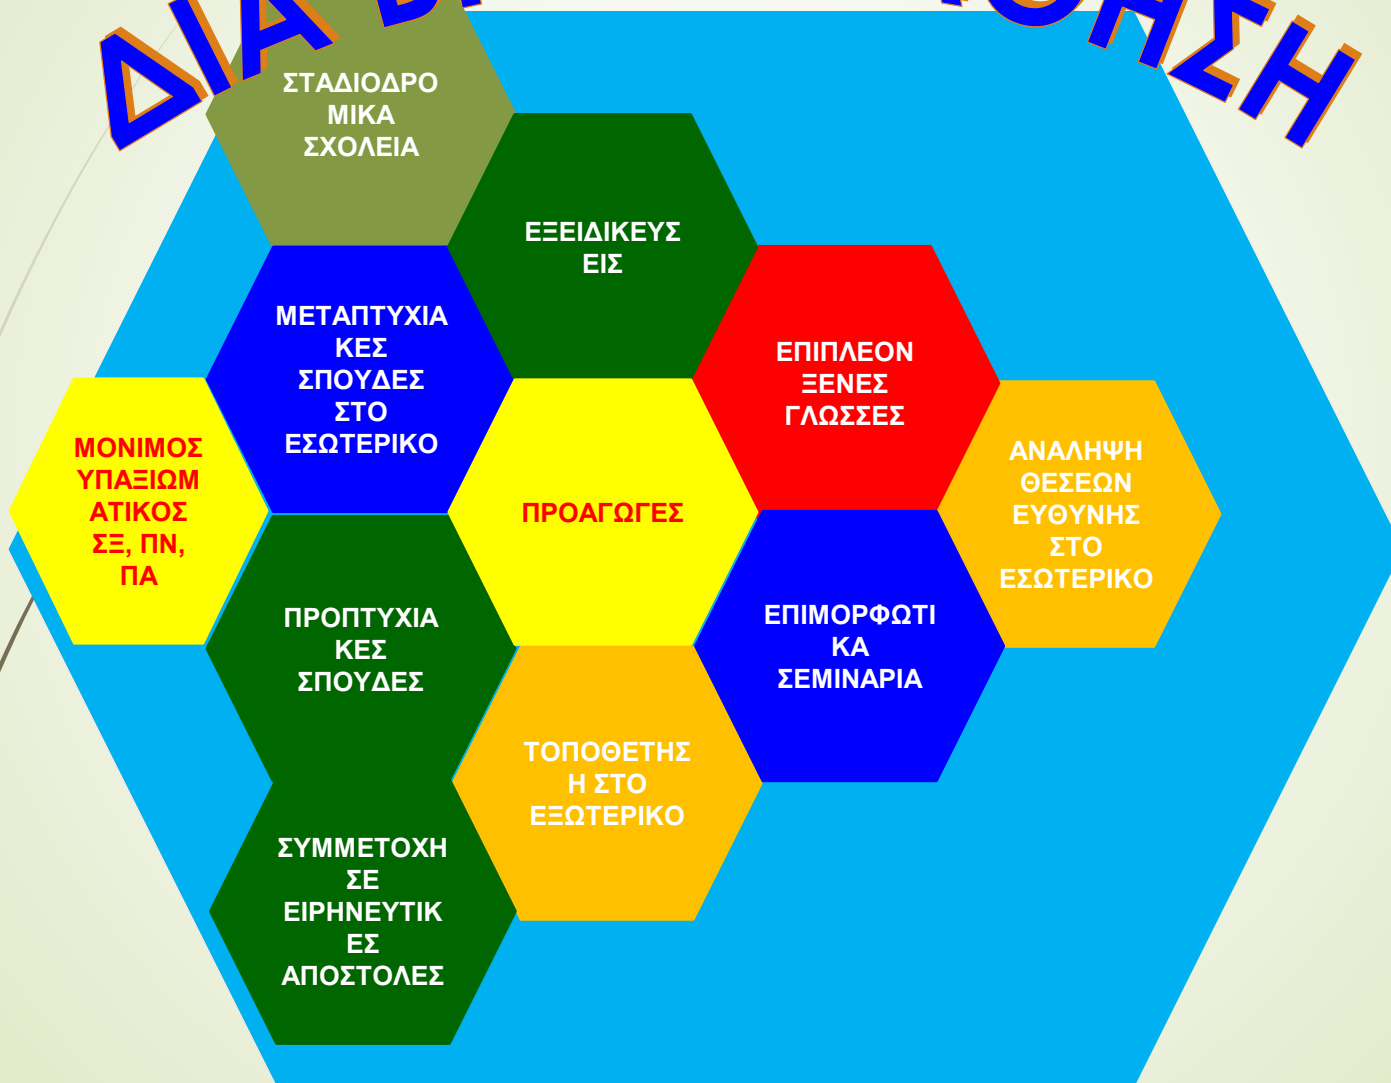 ΣΤΑΔΙΟΔΡΟ
ΜΙΚΑ
ΣΧΟΛΕΙΑ
ΕΞΕΙΔΙΚΕΥΣ
ΕΙΣ
ΜΕΤΑΠΤΥΧΙΑ
ΚΕΣ
ΣΠΟΥΔΕΣ
ΣΤΟ
ΕΣΩΤΕΡΙΚΟ
ΕΠΙΠΛΕΟΝ
ΞΕΝΕΣ
ΓΛΩΣΣΕΣ
ΜΟΝΙΜΟΣ
ΥΠΑΞΙΩΜ
ΑΤΙΚΟΣ
ΣΞ, ΠΝ,
ΠΑ
ΠΡΟΑΓΩΓΕΣ
ΑΝΑΛΗΨΗ
ΘΕΣΕΩΝ
ΕΥΘΥΝΗΣ
ΣΤΟ
ΕΣΩΤΕΡΙΚΟ
ΠΡΟΠΤΥΧΙΑ
ΚΕΣ
ΣΠΟΥΔΕΣ
ΕΠΙΜΟΡΦΩΤΙ
ΚΑ
ΣΕΜΙΝΑΡΙΑ
ΤΟΠΟΘΕΤΗΣ
Η ΣΤΟ
ΕΞΩΤΕΡΙΚΟ
ΣΥΜΜΕΤΟΧΗ
ΣΕ
ΕΙΡΗΝΕΥΤΙΚ
ΕΣ
ΑΠΟΣΤΟΛΕΣ